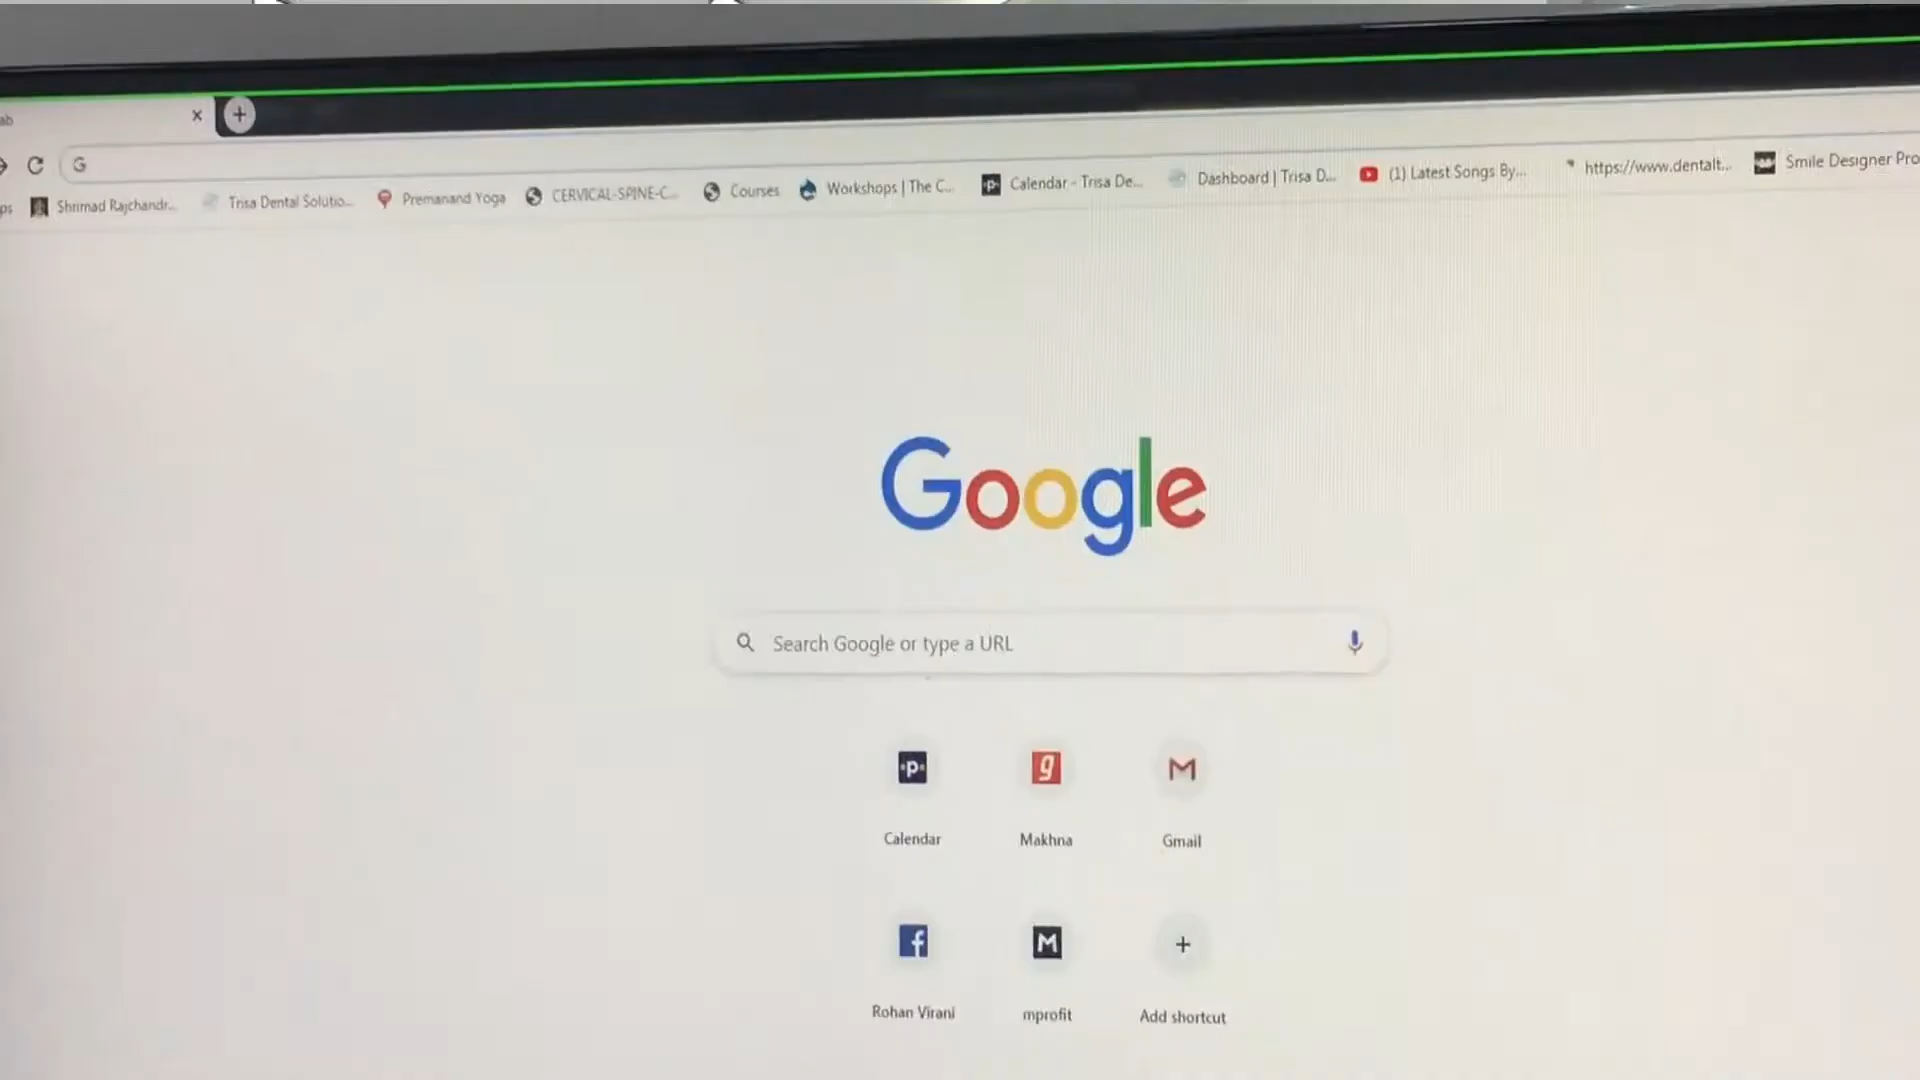 ab
G
ps Shrimad Rajchandr... Trisa Dental Solutio... Premanand Yoga CERVICAL-SPINE-C... Courses Workshops | The C... Calendar - Trisa De... Dashboard | Trisa D... (1) Latest Songs By... https://www.dentalt... Smile Designer Pro
Google
Search Google or type a URL
Calendar Makhna Gmail
Rohan Virani mprofit Add shortcut